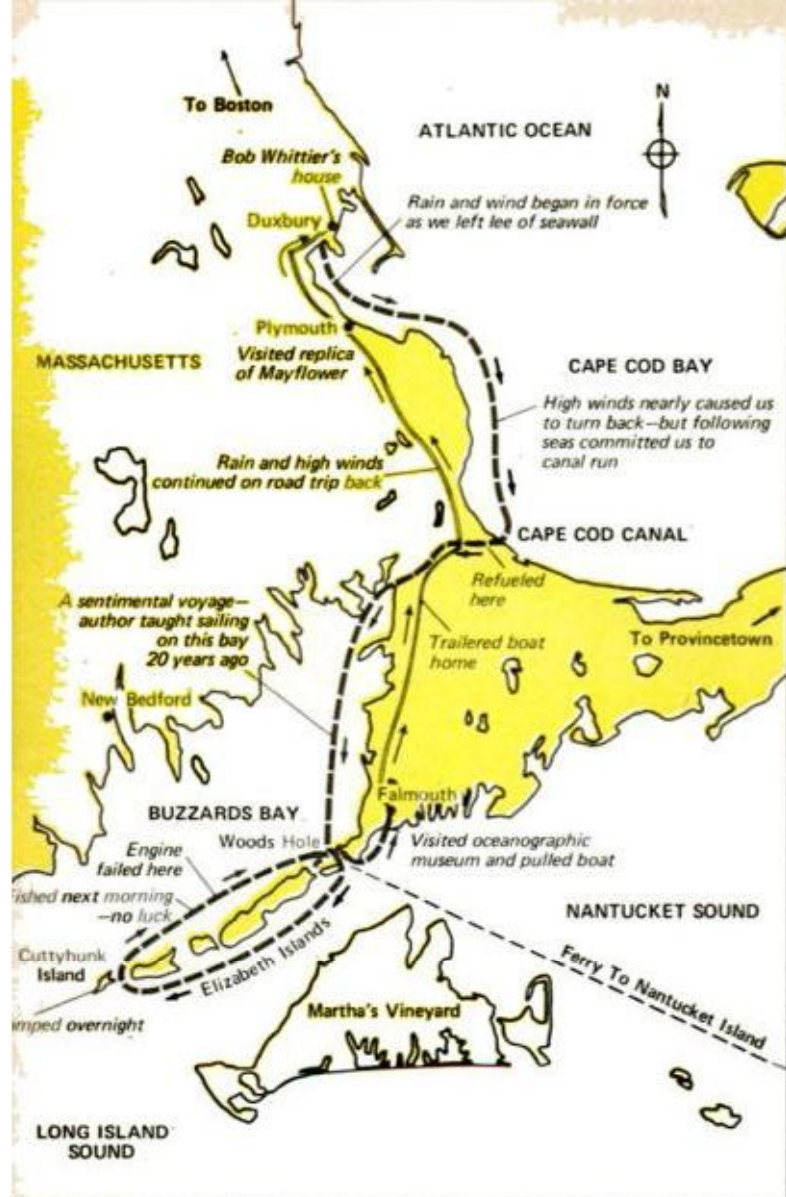 To Boston
N
ATLANTIC OCEAN
Bob Whittier's
house
Rain and wind began in force
as we left lee of seawall
Duxbury
Plymouth
MASSACHUSETTS
Visited replica
of Mayflower
CAPE COD BAY
High winds nearly caused us
to turn back—but following
seas committed us to
canal run
Rain and high winds
continued on road trip back
CAPE COD CANAL
Refueled
here
A sentimental voyage—
author taught sailing
on this bay
20 years ago
Trailered boat
home
To Provincetown
New Bedford
BUZZARDS BAY
Falmouth
Woods Hole
Visited oceanographic
museum and pulled boat
Engine
failed here
ished next morning
—no luck
NANTUCKET SOUND
Cuttyhunk
Island
Elizabeth Islands
Ferry To Nantucket Island
amped overnight
Martha's Vineyard
LONG ISLAND
SOUND